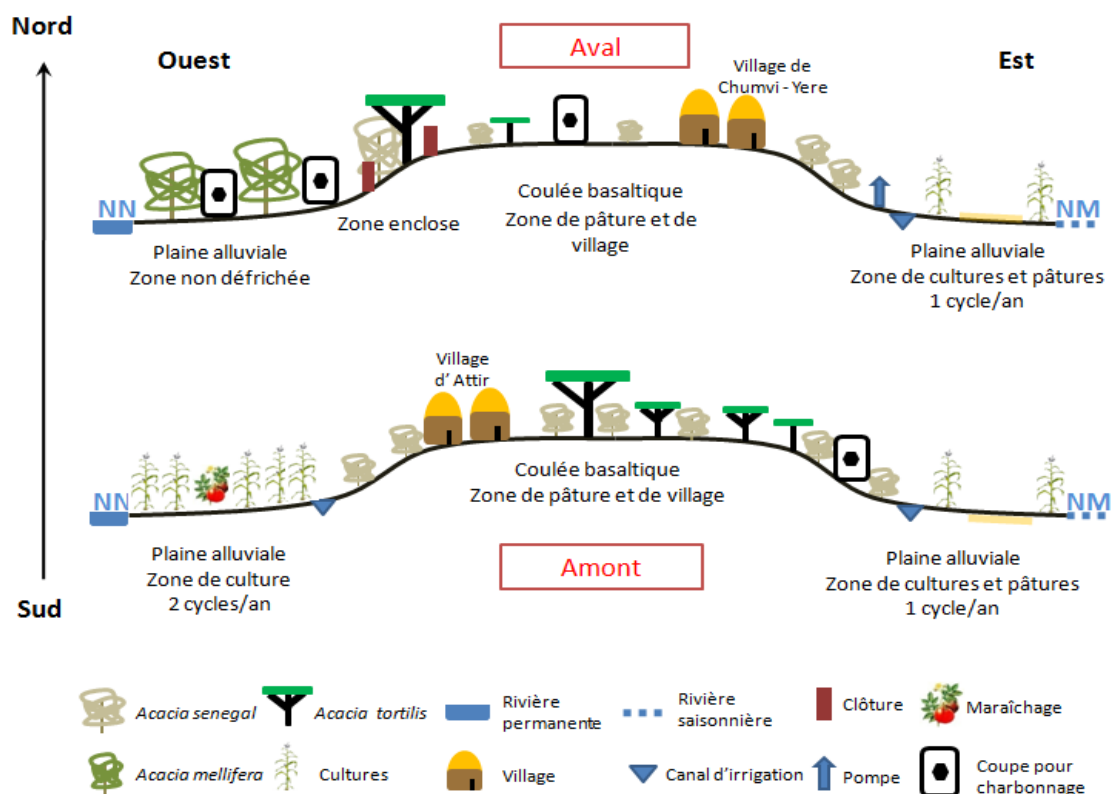 Nord
Ouest
Aval
Village de
Chumvi - Yere
Est
NN
NM
Zone enclose
Coulée basaltique
Zone de pâture et de
village
Plaine alluviale
Zone non défrichée
Plaine alluviale
Zone de cultures et pâtures
1 cycle/an
Village
d' Attir
NN
NM
Coulée basaltique
Zone de pâture et de village
Plaine alluviale
Zone de culture
2 cycles/an
Amont
Plaine alluviale
Zone de cultures et pâtures
1 cycle/an
Sud
Acacia senegal
Acacia tortilis
Rivière
permanente
Rivière
saisonnière
Clôture
Maraîchage
Acacia mellifera
Cultures
Village
Canal d'irrigation
Pompe
Coupe pour
charbonnage